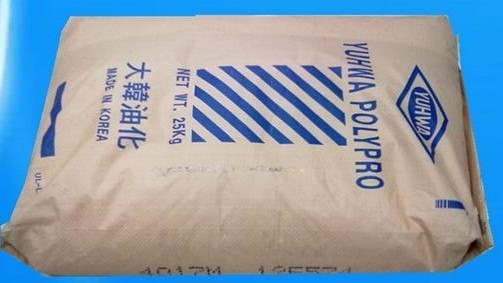 YUHWA
YUHWA POLYPRO
NET WT. 25Kg
大韓油化
MADE IN KOREA